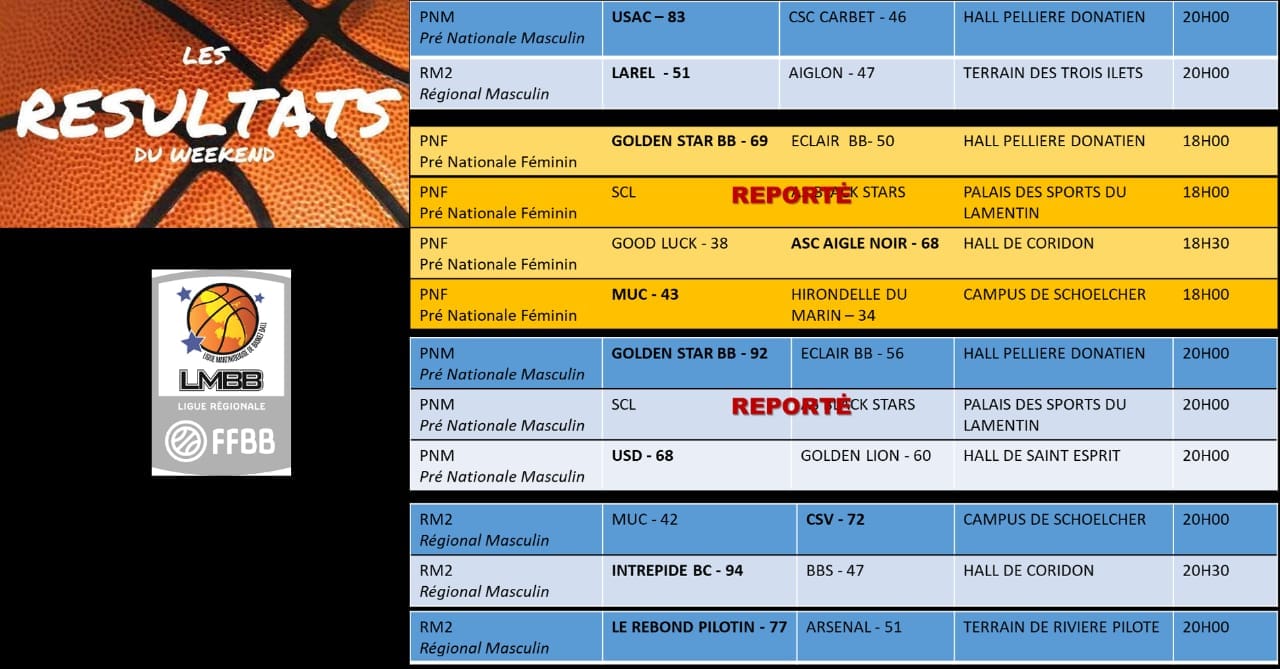 LES
RESULTATS
DU WEEKEND
LIGUE MARTINIQUAISE DE BASKET BALL
LMBB
LIGUE RÉGIONALE
FFBB
PNM USAC – 83 CSC CARBET - 46 HALL PELLIERE DONATIEN 20H00
Pré Nationale Masculin
RM2 LAREL - 51 AIGLON - 47 TERRAIN DES TROIS ILETS 20H00
Régional Masculin
PNF GOLDEN STAR BB - 69 ECLAIR BB- 50 HALL PELLIERE DONATIEN 18H00
Pré Nationale Féminin
PNF SCL REPORTÉ STARS PALAIS DES SPORTS DU 18H00
Pré Nationale Féminin LAMENTIN
PNF GOOD LUCK - 38 ASC AIGLE NOIR - 68 HALL DE CORIDON 18H30
Pré Nationale Féminin
PNF MUC - 43 HIRONDELLE DU CAMPUS DE SCHOELCHER 18H00
Pré Nationale Féminin MARIN – 34
PNM GOLDEN STAR BB - 92 ECLAIR BB - 56 HALL PELLIERE DONATIEN 20H00
Pré Nationale Masculin
PNM SCL REPORTÉ STARS PALAIS DES SPORTS DU 20H00
Pré Nationale Masculin LAMENTIN
PNM USD - 68 GOLDEN LION - 60 HALL DE SAINT ESPRIT 20H00
Pré Nationale Masculin
RM2 MUC - 42 CSV - 72 CAMPUS DE SCHOELCHER 20H00
Régional Masculin
RM2 INTREPIDE BC - 94 BBS - 47 HALL DE CORIDON 20H30
Régional Masculin
RM2 LE REBOND PILOTIN - 77 ARSENAL - 51 TERRAIN DE RIVIERE PILOTE 20H00
Régional Masculin